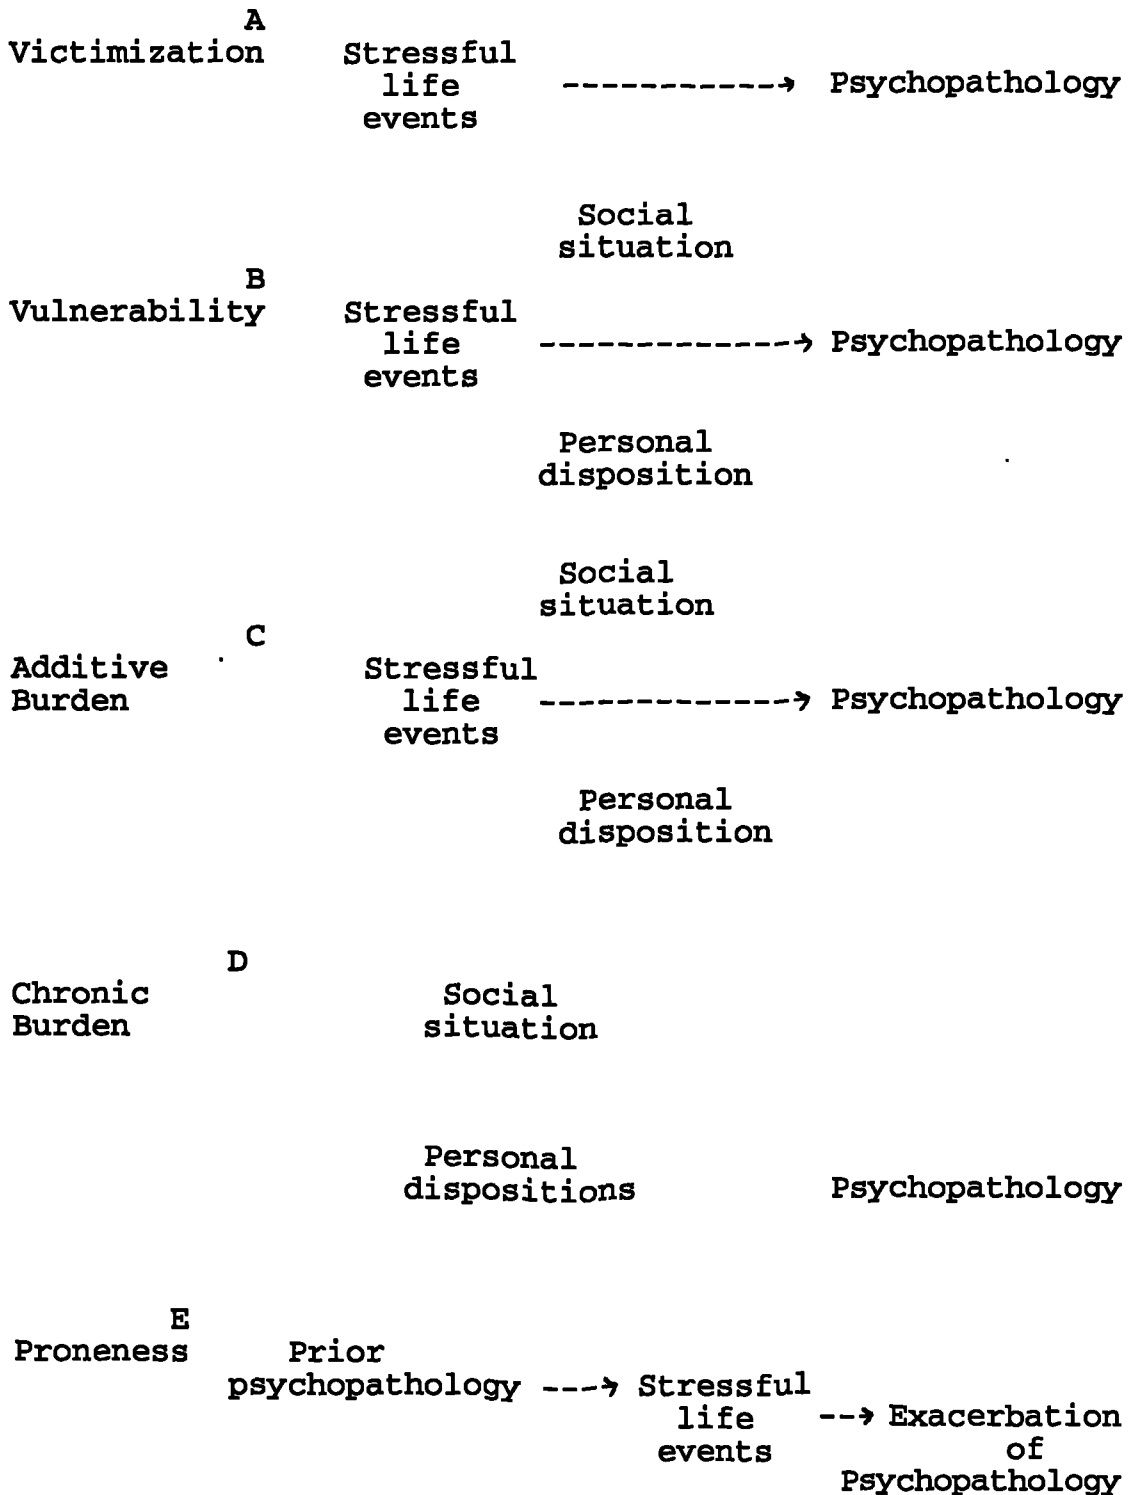 A
Victimization Stressful
life -----------→ Psychopathology
events
Social
situation
B
Vulnerability Stressful
life -------------→ Psychopathology
events
Personal
disposition
Social
situation
C
Additive Stressful
Burden life -------------→ Psychopathology
events
Personal
disposition
D
Chronic Social
Burden situation
Personal
dispositions Psychopathology
E
Proneness Prior
psychopathology ---→ Stressful
life --→ Exacerbation
events of
Psychopathology